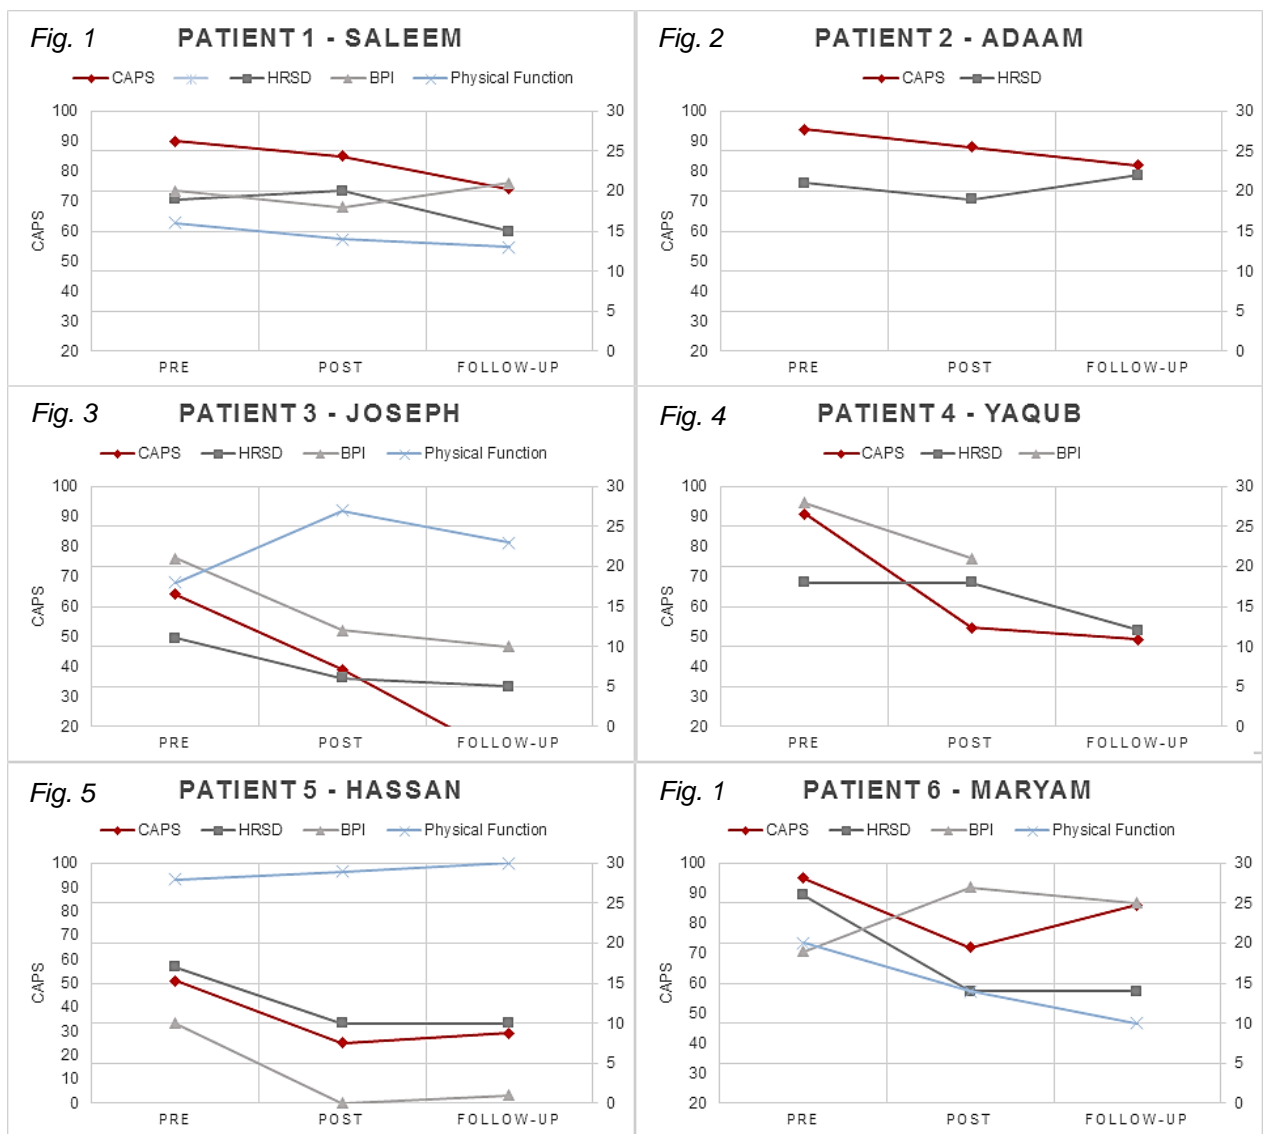 Fig. 1 PATIENT 1 - SALEEM
CAPS HRSD BPI Physical Function
100 30
90
25
80
20
70
60 15
50
10
40
30 5
20 0
CAPS
PRE POST FOLLOW-UP
Fig. 2 PATIENT 2 - ADAAM
CAPS HRSD
100 30
90
25
80
20
70
60 15
50
10
40
30 5
20 0
CAPS
PRE POST FOLLOW-UP
Fig. 3 PATIENT 3 - JOSEPH
CAPS HRSD BPI Physical Function
100 30
90
25
80
20
70
60 15
50
10
40
30 5
20 0
CAPS
PRE POST FOLLOW-UP
Fig. 4 PATIENT 4 - YAQUB
CAPS HRSD BPI
100 30
90
25
80
20
70
60 15
50
10
40
30 5
20 0
CAPS
PRE POST FOLLOW-UP
Fig. 5 PATIENT 5 - HASSAN
CAPS HRSD BPI Physical Function
100 30
90
80 25
70 20
60
50 15
40
30 10
20 5
10
0 0
CAPS
PRE POST FOLLOW-UP
Fig. 1 PATIENT 6 - MARYAM
CAPS HRSD BPI Physical Function
100 30
90
25
80
20
70
60 15
50
10
40
30 5
20 0
CAPS
PRE POST FOLLOW-UP